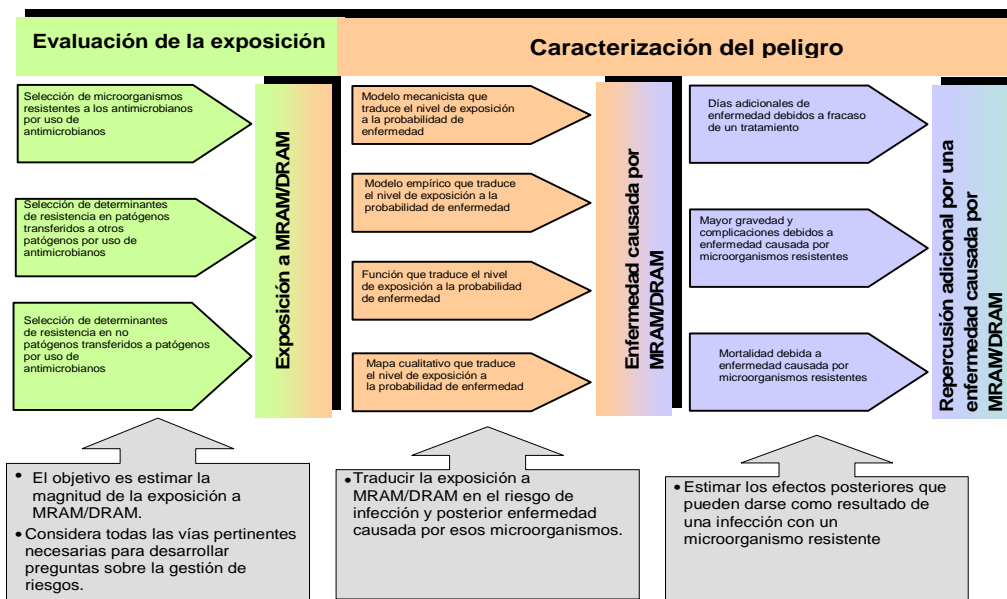 Evaluación de la exposición
Caracterización del peligro
Selección de microorganismos
resistentes a los antimicrobianos
por uso de
antimicrobianos
Selección de determinantes
de resistencia en patógenos
transferidos a otros
patógenos por uso de
antimicrobianos
Selección de determinantes
de resistencia en no
patógenos transferidos a patógenos
por uso de
antimicrobianos
Exposición a MRAM/DRAM
Modelo mecanicista que
traduce el nivel de exposición
a la probabilidad de
enfermedad
Modelo empírico que traduce
el nivel de exposición a la
probabilidad de enfermedad
Función que traduce el nivel
de exposición a la probabilidad
de enfermedad
Mapa cualitativo que traduce
el nivel de exposición a
la probabilidad de enfermedad
Enfermedad causada por
MRAM/DRAM
Días adicionales de
enfermedad debidos a fracaso
de un tratamiento
Mayor gravedad y
complicaciones debidos a
enfermedad causada por
microorganismos resistentes
Mortalidad debida a
enfermedad causada por
microorganismos resistentes
Repercusión adicional por una
enfermedad causada por
MRAM/DRAM
• El objetivo es estimar la
magnitud de la exposición a
MRAM/DRAM.
• Considera todas las vías pertinentes
necesarias para desarrollar
preguntas sobre la gestión de
riesgos.
• Traducir la exposición a
MRAM/DRAM en el riesgo de
infección y posterior enfermedad
causada por esos microorganismos.
• Estimar los efectos posteriores que
pueden darse como resultado de
una infección con un
microorganismo resistente